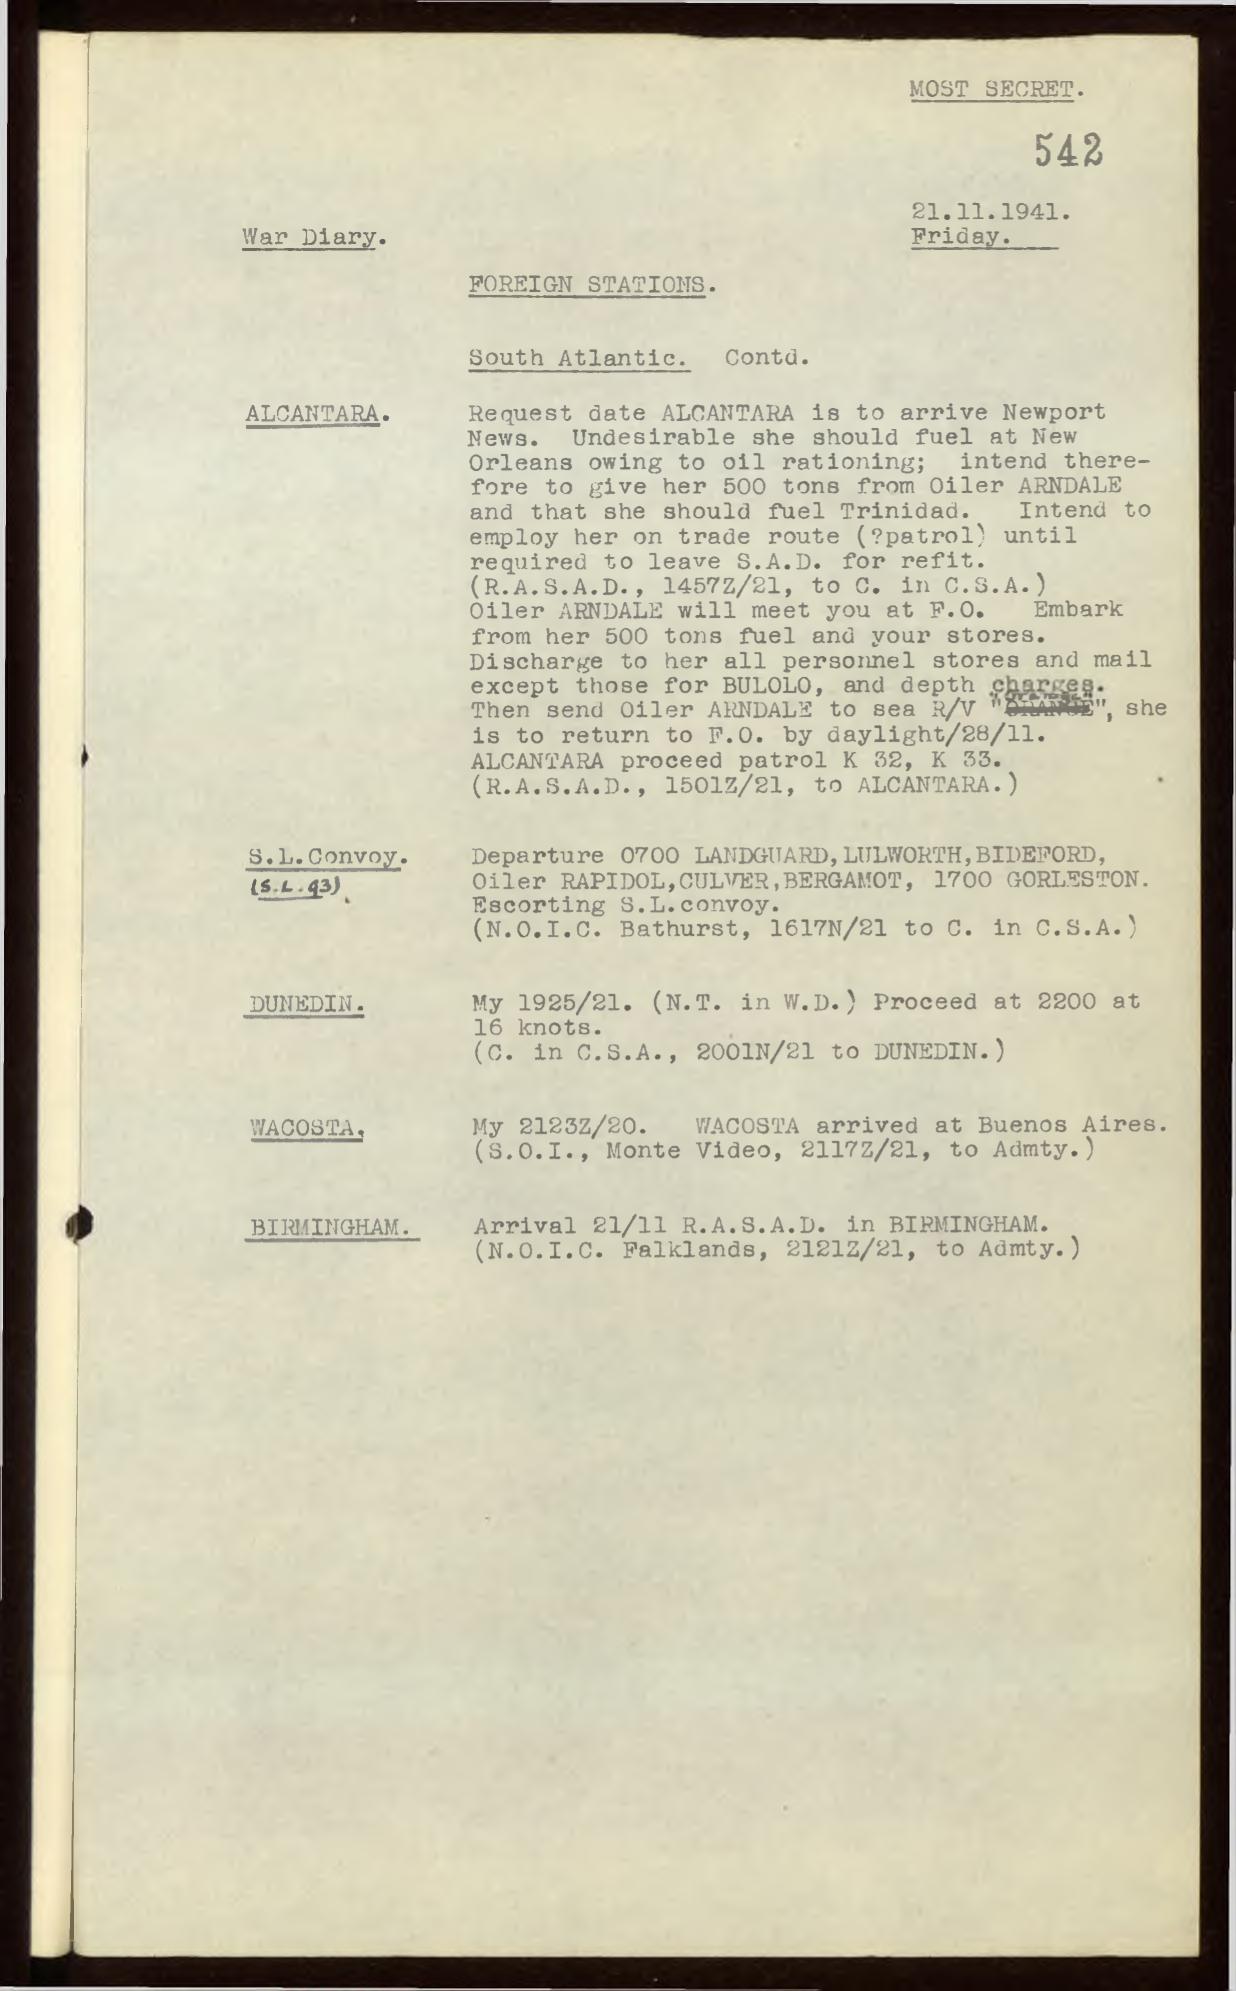 MOST SECRET.
542
21.11.1941.
War Diary.
Friday.
FOREIGN STATIONS.
South Atlantic. Contd.
ALCANTARA. Request date ALCANTARA is to arrive Newport
News. Undesirable she should fuel at New
Orleans owing to oil rationing; intend there-
fore to give her 500 tons from Oiler ARNDALE
and that she should fuel Trinidad. Intend to
employ her on trade route (?patrol) until
required to leave S.A.D. for refit.
(R.A.S.A.D., 1457Z/21, to C. in C.S.A.)
Oiler ARNDALE will meet you at F.O. Embark
from her 500 tons fuel and your stores.
Discharge to her all personnel stores and mail
except those for BULOLO, and depth charges.
Then send Oiler ARNDALE to sea R/V "ORANGE", she
is to return to F.O. by daylight/28/11.
ALCANTARA proceed patrol K 32, K 33.
(R.A.S.A.D., 1501Z/21, to ALCANTARA.)
S.L.Convoy. Departure 0700 LANDGUARD,LULWORTH,BIDEFORD,
(S.L.93). Oiler RAPIDOL,CULVER,BERGAMOT, 1700 GORLESTON.
Escorting S.L.convoy.
(N.O.I.C. Bathurst, 1617N/21 to C. in C.S.A.)
DUNEDIN. My 1925/21. (N.T. in W.D.) Proceed at 2200 at
16 knots.
(C. in C.S.A., 2001N/21 to DUNEDIN.)
WACOSTA, My 2123Z/20. WACOSTA arrived at Buenos Aires.
(S.O.I., Monte Video, 2117Z/21, to Admty.)
BIRMINGHAM. Arrival 21/11 R.A.S.A.D. in BIRMINGHAM.
(N.O.I.C. Falklands, 2121Z/21, to Admty.)